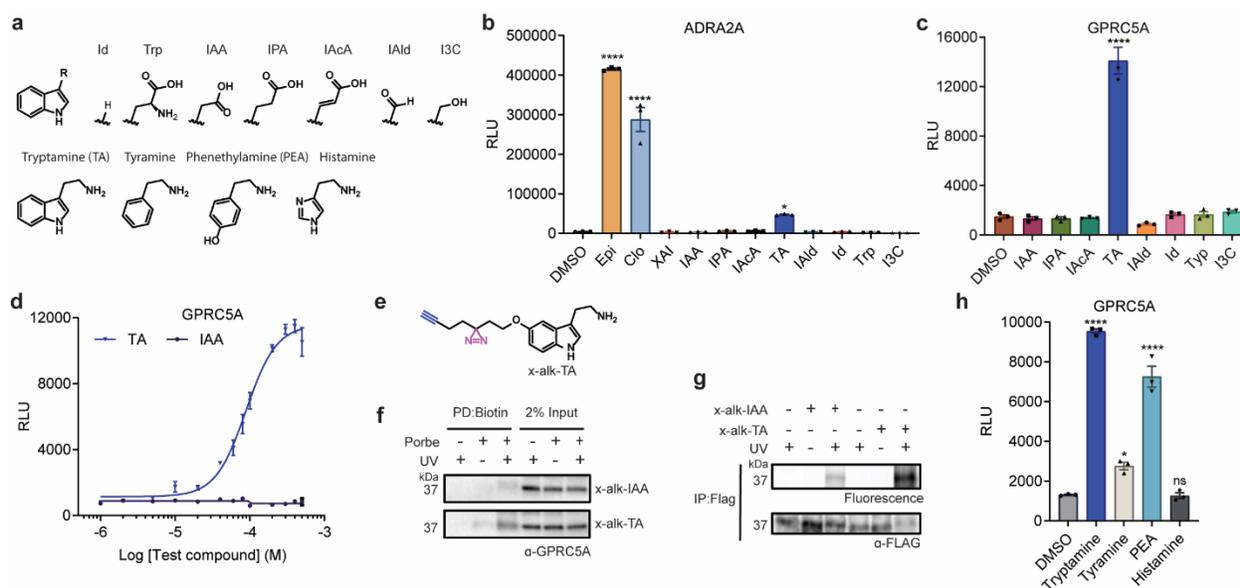 a
Id Trp IAA IPA IAcA IAld I3C
R
N
H
H
O
OH
NH2
O
OH
O
OH
O
OH
O
H
OH
Tryptamine (TA) Tyramine Phenethylamine (PEA) Histamine
NH2
N
H
NH2
NH2
HO
N
N
H
NH2
b
ADRA2A
RLU
500000
400000
300000
200000
100000
0
****
****
*
DMSO Epi Clo XAI IAA IPA IAcA TA IAld Id Trp I3C
c
GPRC5A
RLU
16000
12000
8000
4000
0
****
DMSO IAA IPA IAcA TA IAld Id Typ I3C
d
GPRC5A
TA IAA
RLU
12000
8000
4000
0
-6 -5 -4 -3
Log [Test compound] (M)
e
N=N
O
NH2
N
H
x-alk-TA
f
PD:Biotin 2% Input
Porbe - + + - + +
UV + - + + - +
kDa
37 x-alk-IAA
37 x-alk-TA
α-GPRC5A
g
x-alk-IAA - + + - - -
x-alk-TA - - - - + +
UV + - + + - +
kDa
37
Fluorescence
IP:Flag
37
α-FLAG
h
GPRC5A
RLU
10000
8000
6000
4000
2000
0
****
*
****
ns
DMSO Tryptamine Tyramine PEA Histamine